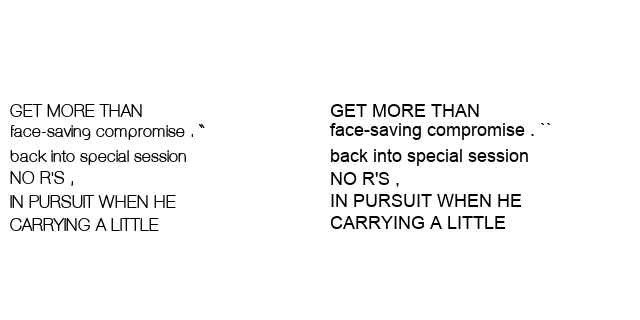 GET MORE THAN
face-saving compromise . ``
back into special session
NO R'S ,
IN PURSUIT WHEN HE
CARRYING A LITTLE
GET MORE THAN
face-saving compromise . ``
back into special session
NO R'S ,
IN PURSUIT WHEN HE
CARRYING A LITTLE